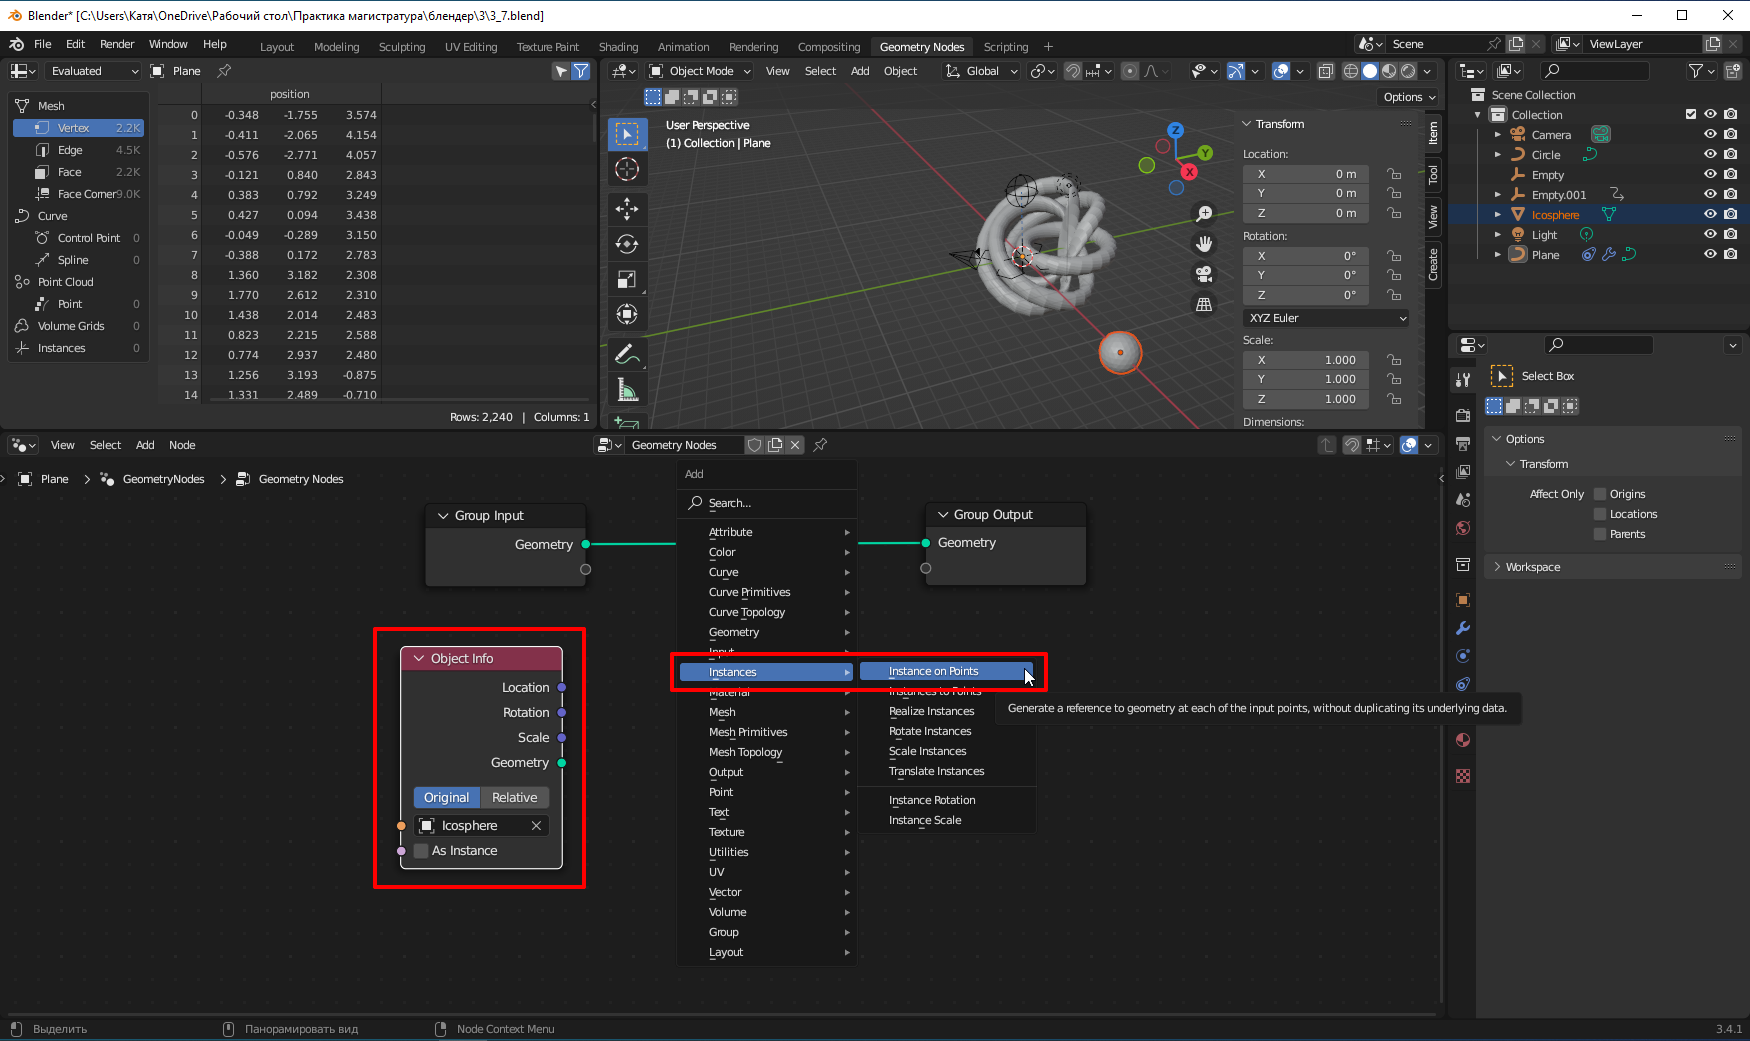 Blender* [C:\Users\Катя\OneDrive\Рабочий стол\Практика магистратура\блендер\3\3_7.blend]
File Edit Render Window Help Layout Modeling Sculpting UV Editing Texture Paint Shading Animation Rendering Compositing Geometry Nodes Scripting + Scene ViewLayer
Evaluated Plane
Object Mode View Select Add Object Global
Options
position
Mesh
Vertex 2.2K
Edge 4.5K
Face 2.2K
Face Corner 9.0K
Curve
Control Point 0
Spline 0
Point Cloud
Point 0
Volume Grids 0
Instances 0
0 -0.348 -1.755 3.574
1 -0.411 -2.065 4.154
2 -0.576 -2.771 4.057
3 -0.121 0.840 2.843
4 0.383 0.792 3.249
5 0.427 0.094 3.438
6 -0.049 -0.289 3.150
7 -0.388 0.172 2.783
8 1.360 3.182 2.308
9 1.770 2.612 2.310
10 1.438 2.014 2.483
11 0.823 2.215 2.588
12 0.774 2.937 2.480
13 1.256 3.193 -0.875
14 1.331 2.489 -0.710
Rows: 2,240 | Columns: 1
User Perspective
(1) Collection | Plane
Z
Y
X
Transform
Location:
X 0 m
Y 0 m
Z 0 m
Rotation:
X 0°
Y 0°
Z 0°
XYZ Euler
Scale:
X 1.000
Y 1.000
Z 1.000
Dimensions:
Item
Tool
View
Create
Scene Collection
Collection
Camera
Circle
Empty
Empty.001
Icosphere
Light
Plane
Select Box
Options
Transform
Affect Only Origins
Locations
Parents
Workspace
View Select Add Node Geometry Nodes
Plane > GeometryNodes > Geometry Nodes
Group Input
Geometry
Group Output
Geometry
Object Info
Location
Rotation
Scale
Geometry
Original Relative
Icosphere
As Instance
Add
Search...
Attribute
Color
Curve
Curve Primitives
Curve Topology
Geometry
Input
Instances
Material
Mesh
Mesh Primitives
Mesh Topology
Output
Point
Text
Texture
Utilities
UV
Vector
Volume
Group
Layout
Instance on Points
Instances to Points
Realize Instances
Rotate Instances
Scale Instances
Translate Instances
Instance Rotation
Instance Scale
Generate a reference to geometry at each of the input points, without duplicating its underlying data.
Выделить Панорамировать вид Node Context Menu 3.4.1